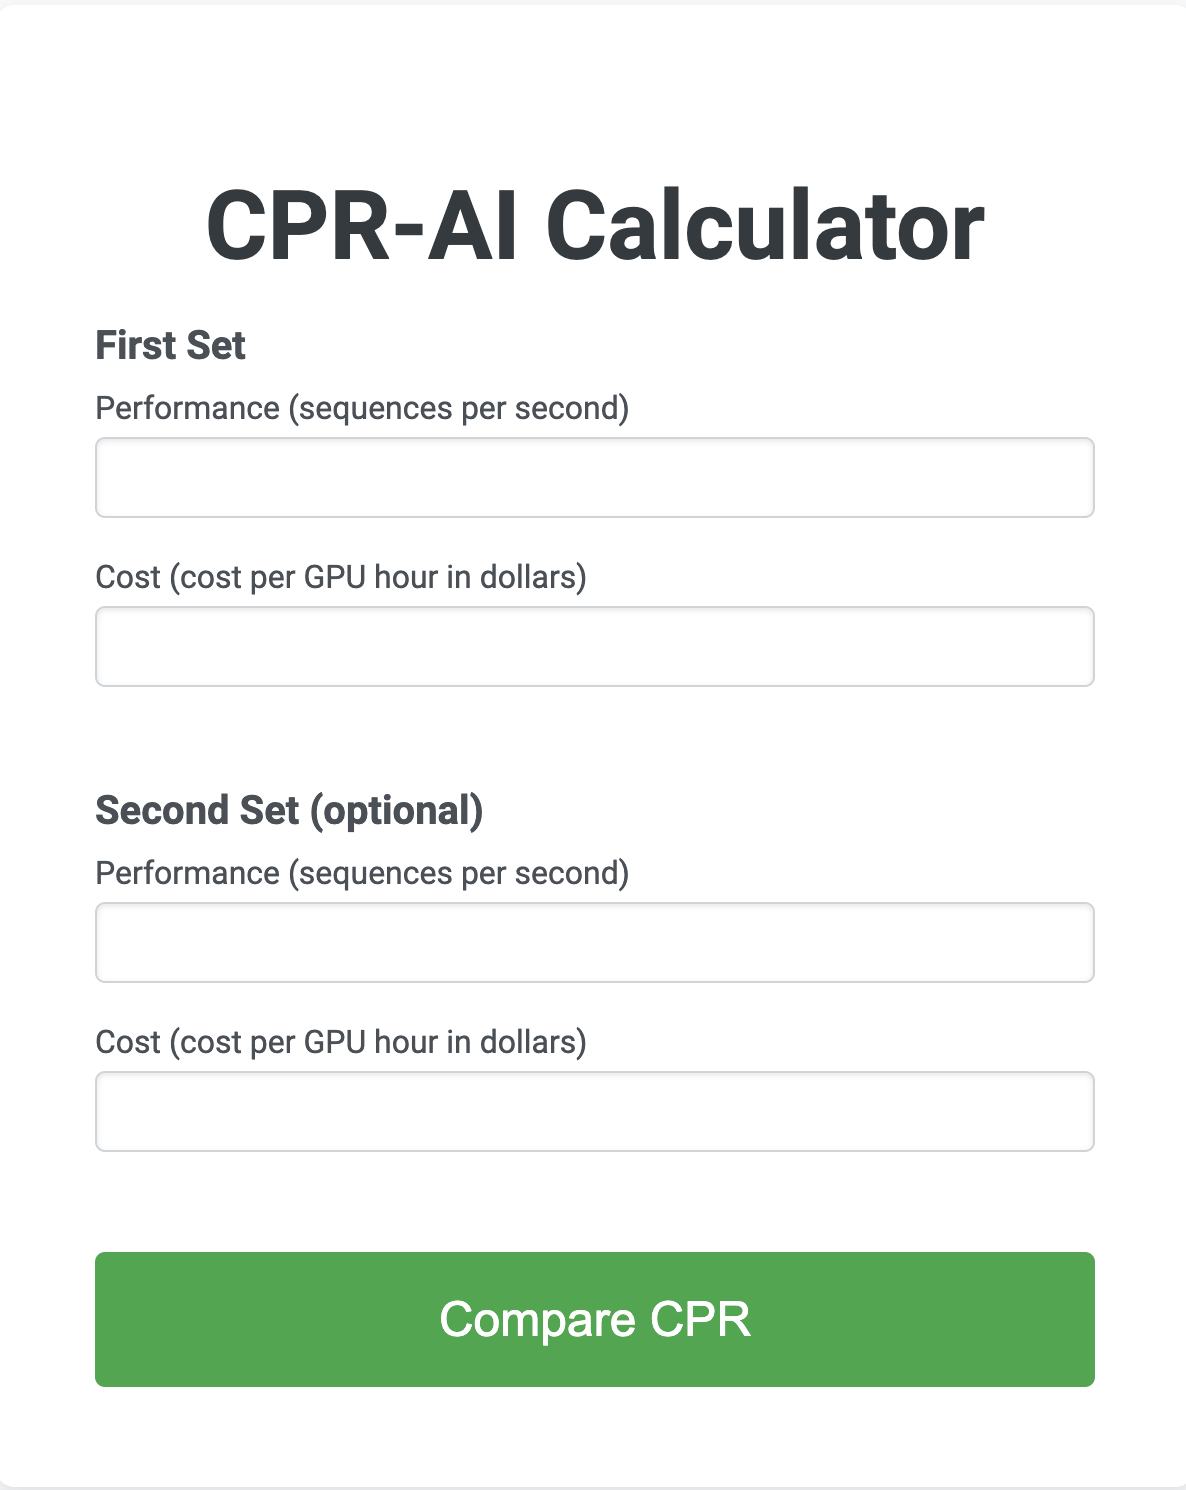 CPR-AI Calculator
First Set
Performance (sequences per second)
Cost (cost per GPU hour in dollars)
Second Set (optional)
Performance (sequences per second)
Cost (cost per GPU hour in dollars)
Compare CPR